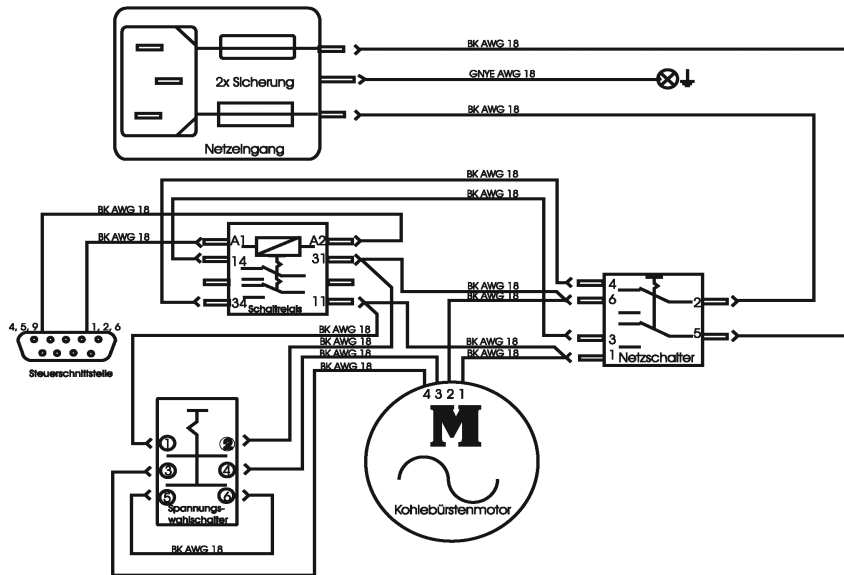 BK AWG 18
2x Sicherung
GNYE AWG 18
BK AWG 18
Netzeingang
BK AWG 18
BK AWG 18
BK AWG 18
BK AWG 18
A1
A2
14
31
34
11
Schaltrelais
4
6
2
3
5
1
Netzschalter
BK AWG 18
BK AWG 18
4, 5, 9
1, 2, 6
Steuerschnittstelle
BK AWG 18
BK AWG 18
BK AWG 18
BK AWG 18
BK AWG 18
BK AWG 18
4 3 2 1
M
Kohlebürstenmotor
1
2
3
4
5
6
Spannungs-
wahlschalter
BK AWG 18